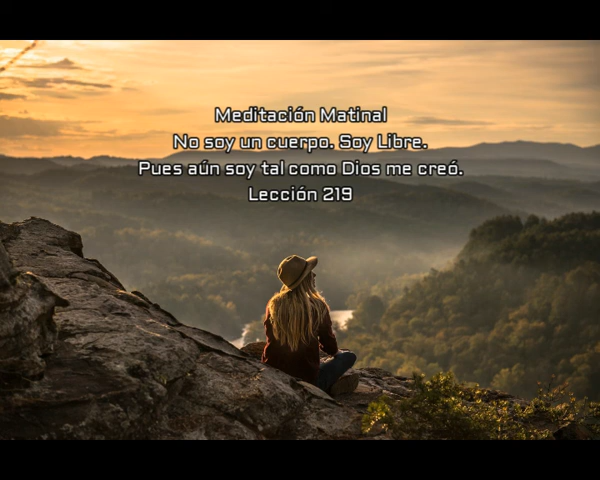 Meditación Matinal
No soy un cuerpo. Soy Libre.
Pues aún soy tal como Dios me creó.
Lección 219